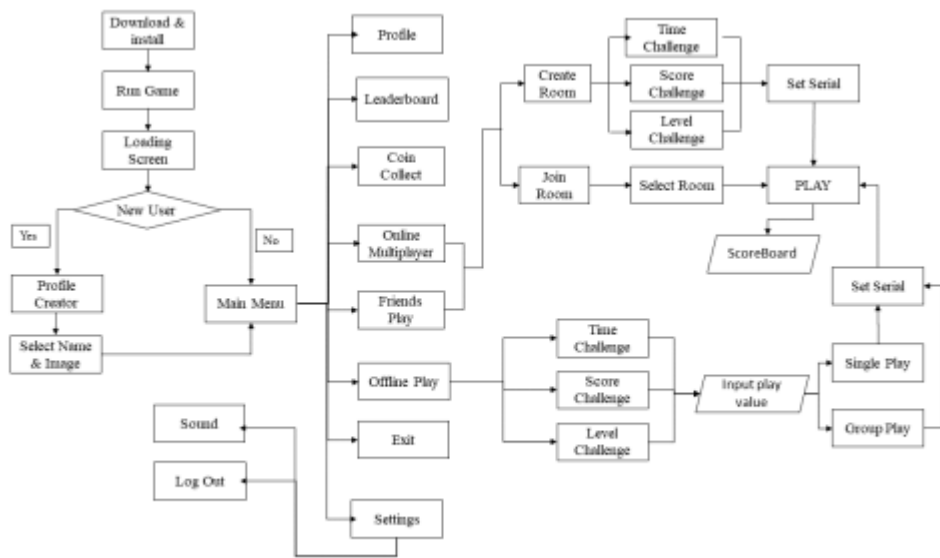 Download &
install
Run Game
Loading
Screen
New User
Yes
No
Profile
Creator
Select Name
& Image
Main Menu
Sound
Log Out
Profile
Leaderboard
Coin
Collect
Online
Multiplayer
Friends
Play
Offline Play
Exit
Settings
Create
Room
Join
Room
Time
Challenge
Score
Challenge
Level
Challenge
Select Room
Set Serial
PLAY
ScoreBoard
Time
Challenge
Score
Challenge
Level
Challenge
Input play
value
Set Serial
Single Play
Group Play